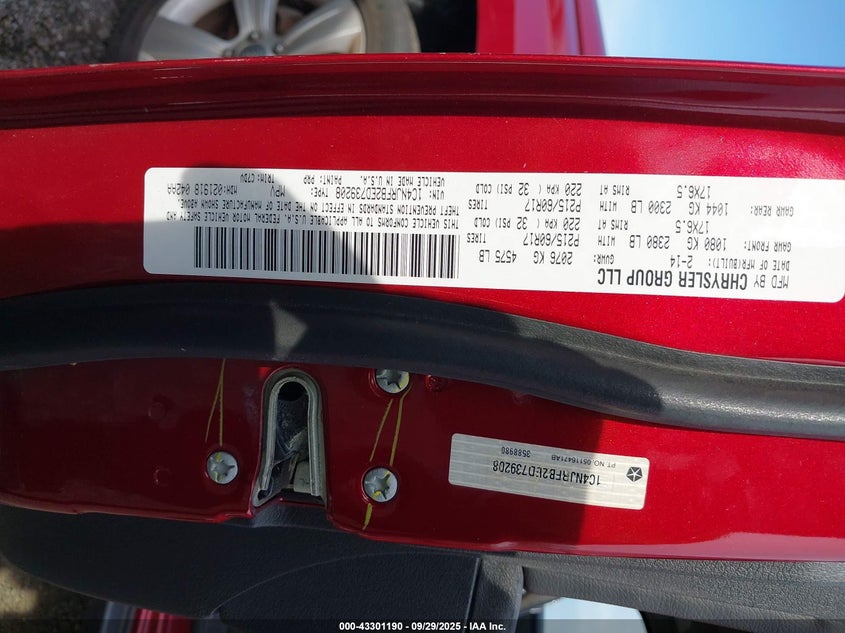 MFD BY CHRYSLER GROUP LLC
DATE OF MFR(BUILT): 2-14 GVWR: 2076 KG 4575 LB
GAWR FRONT: 1080 KG 2380 LB WITH TIRES P215/60R17
RIMS AT 17X6.5 220 KPA ( 32 PSI COLD
GAWR REAR: 1044 KG 2300 LB WITH TIRES P215/60R17
RIMS AT 17X6.5 220 KPA ( 32 PSI COLD
THIS VEHICLE CONFORMS TO ALL APPLICABLE U.S.A. FEDERAL MOTOR VEHICLE SAFETY AND
THEFT PREVENTION STANDARDS IN EFFECT ON THE DATE OF MANUFACTURE SHOWN ABOVE.
VIN: 1C4NJRFB2ED739208 TYPE: MPV MDH:021918 042AA
VEHICLE MADE IN U.S.A. PAINT: PRP TRIM:C7DV
1C4NJRFB2ED739208
PT NO.05116471AB
3588980
000-43301190 - 09/29/2025 - IAA Inc.